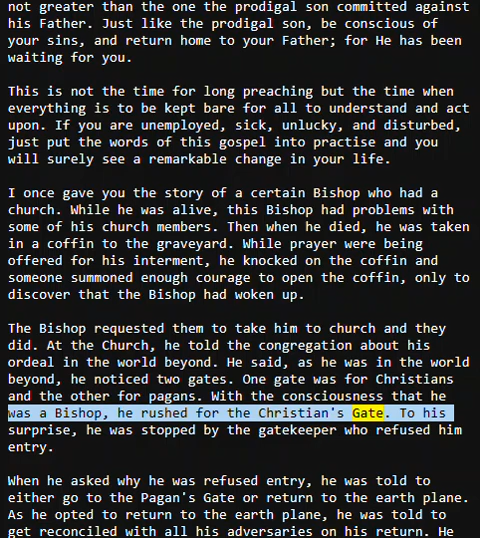 not greater than the one the prodigal son committed against
his Father. Just like the prodigal son, be conscious of
your sins, and return home to your Father; for He has been
waiting for you.
This is not the time for long preaching but the time when
everything is to be kept bare for all to understand and act
upon. If you are unemployed, sick, unlucky, and disturbed,
just put the words of this gospel into practise and you
will surely see a remarkable change in your life.
I once gave you the story of a certain Bishop who had a
church. While he was alive, this Bishop had problems with
some of his church members. Then when he died, he was taken
in a coffin to the graveyard. While prayer were being
offered for his interment, he knocked on the coffin and
someone summoned enough courage to open the coffin, only to
discover that the Bishop had woken up.
The Bishop requested them to take him to church and they
did. At the Church, he told the congregation about his
ordeal in the world beyond. He said, as he was in the world
beyond, he noticed two gates. One gate was for Christians
and the other for pagans. With the consciousness that he
was a Bishop, he rushed for the Christian's Gate. To his
surprise, he was stopped by the gatekeeper who refused him
entry.
When he asked why he was refused entry, he was told to
either go to the Pagan's Gate or return to the earth plane.
As he opted to return to the earth plane, he was told to
get reconciled with all his adversaries on his return. He